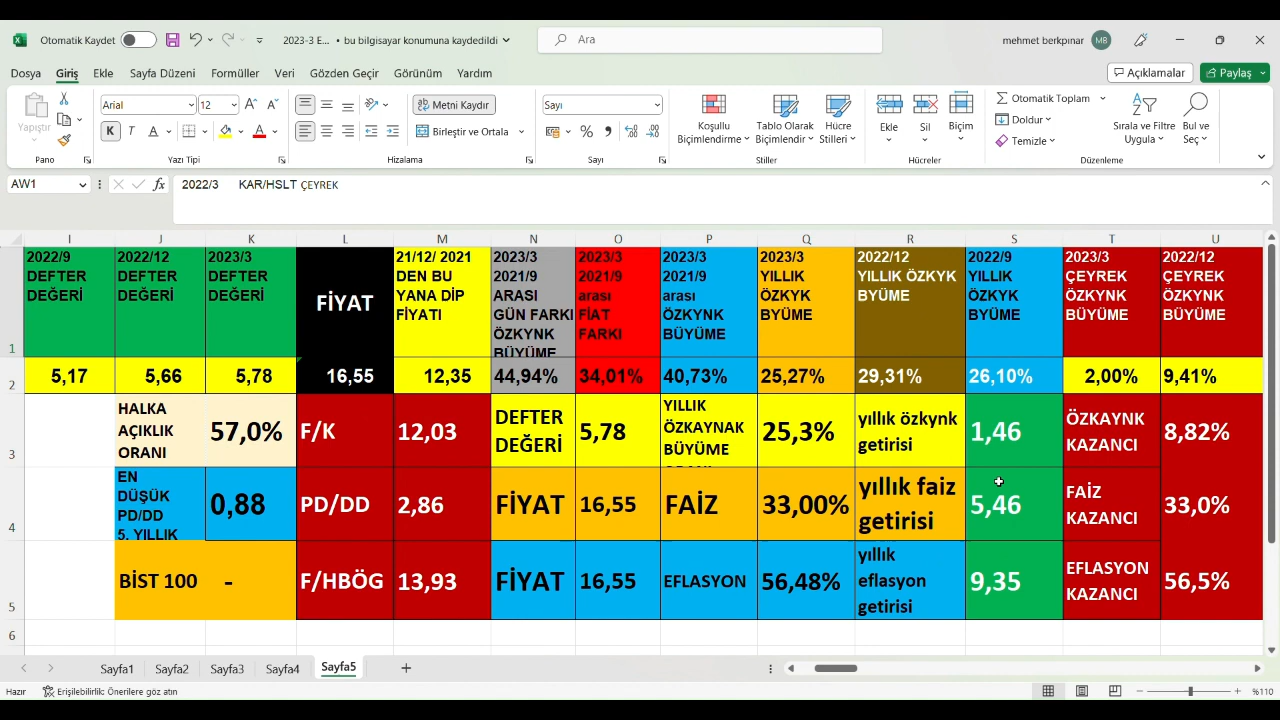 Otomatik Kaydet
2023-3 E... • bu bilgisayar konumuna kaydedildi
Ara
mehmet berkpınar
MB
Dosya Giriş Ekle Sayfa Düzeni Formüller Veri Gözden Geçir Görünüm Yardım
Açıklamalar
Paylaş
Yapıştır
Pano
Arial
12
K T A
Yazı Tipi
Metni Kaydır
Birleştir ve Ortala
Hizalama
Sayı
Sayı
Koşullu
Biçimlendirme
Tablo Olarak
Biçimlendir
Hücre
Stilleri
Stiller
Ekle
Sil
Biçim
Hücreler
Otomatik Toplam
Doldur
Temizle
Sırala ve Filtre
Uygula
Bul ve
Seç
Düzenleme
AW1
fx
2022/3 KAR/HSLT ÇEYREK
I J K L M N O P Q R S T U
1
2022/9
DEFTER
DEĞERİ
2022/12
DEFTER
DEĞERİ
2023/3
DEFTER
DEĞERİ
FİYAT
21/12/ 2021
DEN BU
YANA DİP
FİYATI
2023/3
2021/9
ARASI
GÜN FARKI
ÖZKYNK
BÜYÜME
2023/3
2021/9
arası
FİAT
FARKI
2023/3
2021/9
arası
ÖZKYNK
BÜYÜME
2023/3
YILLIK
ÖZKYK
BYÜME
2022/12
YILLIK ÖZKYK
BYÜME
2022/9
YILLIK
ÖZKYK
BYÜME
2023/3
ÇEYREK
ÖZKYNK
BÜYÜME
2022/12
ÇEYREK
ÖZKYNK
BÜYÜME
2
5,17 5,66 5,78 16,55 12,35 44,94% 34,01% 40,73% 25,27% 29,31% 26,10% 2,00% 9,41%
3
HALKA
AÇIKLIK
ORANI
57,0%
F/K
12,03
DEFTER
DEĞERİ
5,78
YILLIK
ÖZKAYNAK
BÜYÜME
25,3%
yıllık özkynk
getirisi
1,46
ÖZKAYNK
KAZANCI
8,82%
4
EN
DÜŞÜK
PD/DD
5. YILLIK
0,88
PD/DD
2,86
FİYAT
16,55
FAİZ
33,00%
yıllık faiz
getirisi
5,46
FAİZ
KAZANCI
33,0%
5
BİST 100
-
F/HBÖG
13,93
FİYAT
16,55
EFLASYON
56,48%
yıllık
eflasyon
getirisi
9,35
EFLASYON
KAZANCI
56,5%
6
Sayfa1 Sayfa2 Sayfa3 Sayfa4 Sayfa5
Hazır
Erişilebilirlik: Önerilere göz atın
%110